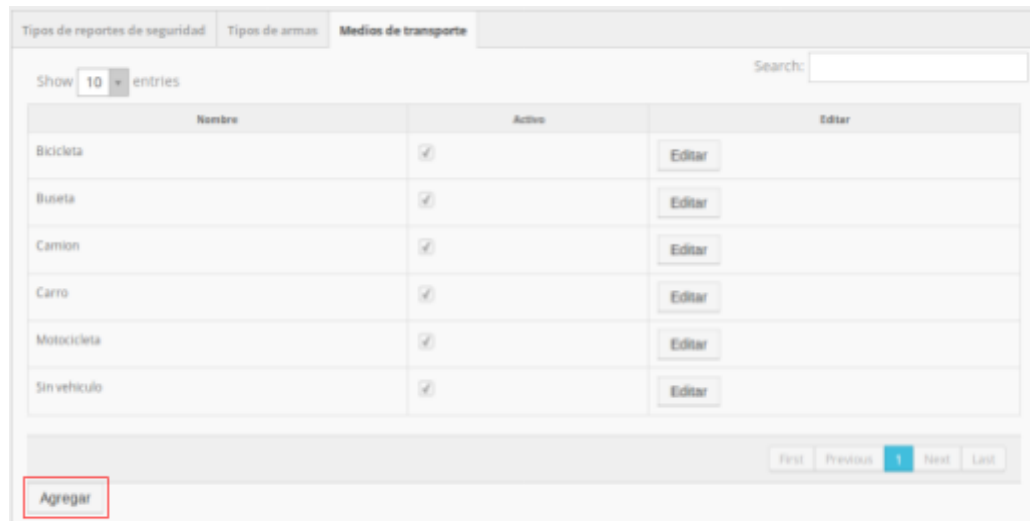 Tipos de reportes de seguridad Tipos de armas Medios de transporte
Show 10 entries Search:
Nombre Activo Editar
Bicicleta Editar
Buseta Editar
Camion Editar
Carro Editar
Motocicleta Editar
Sin vehiculo Editar
First Previous 1 Next Last
Agregar